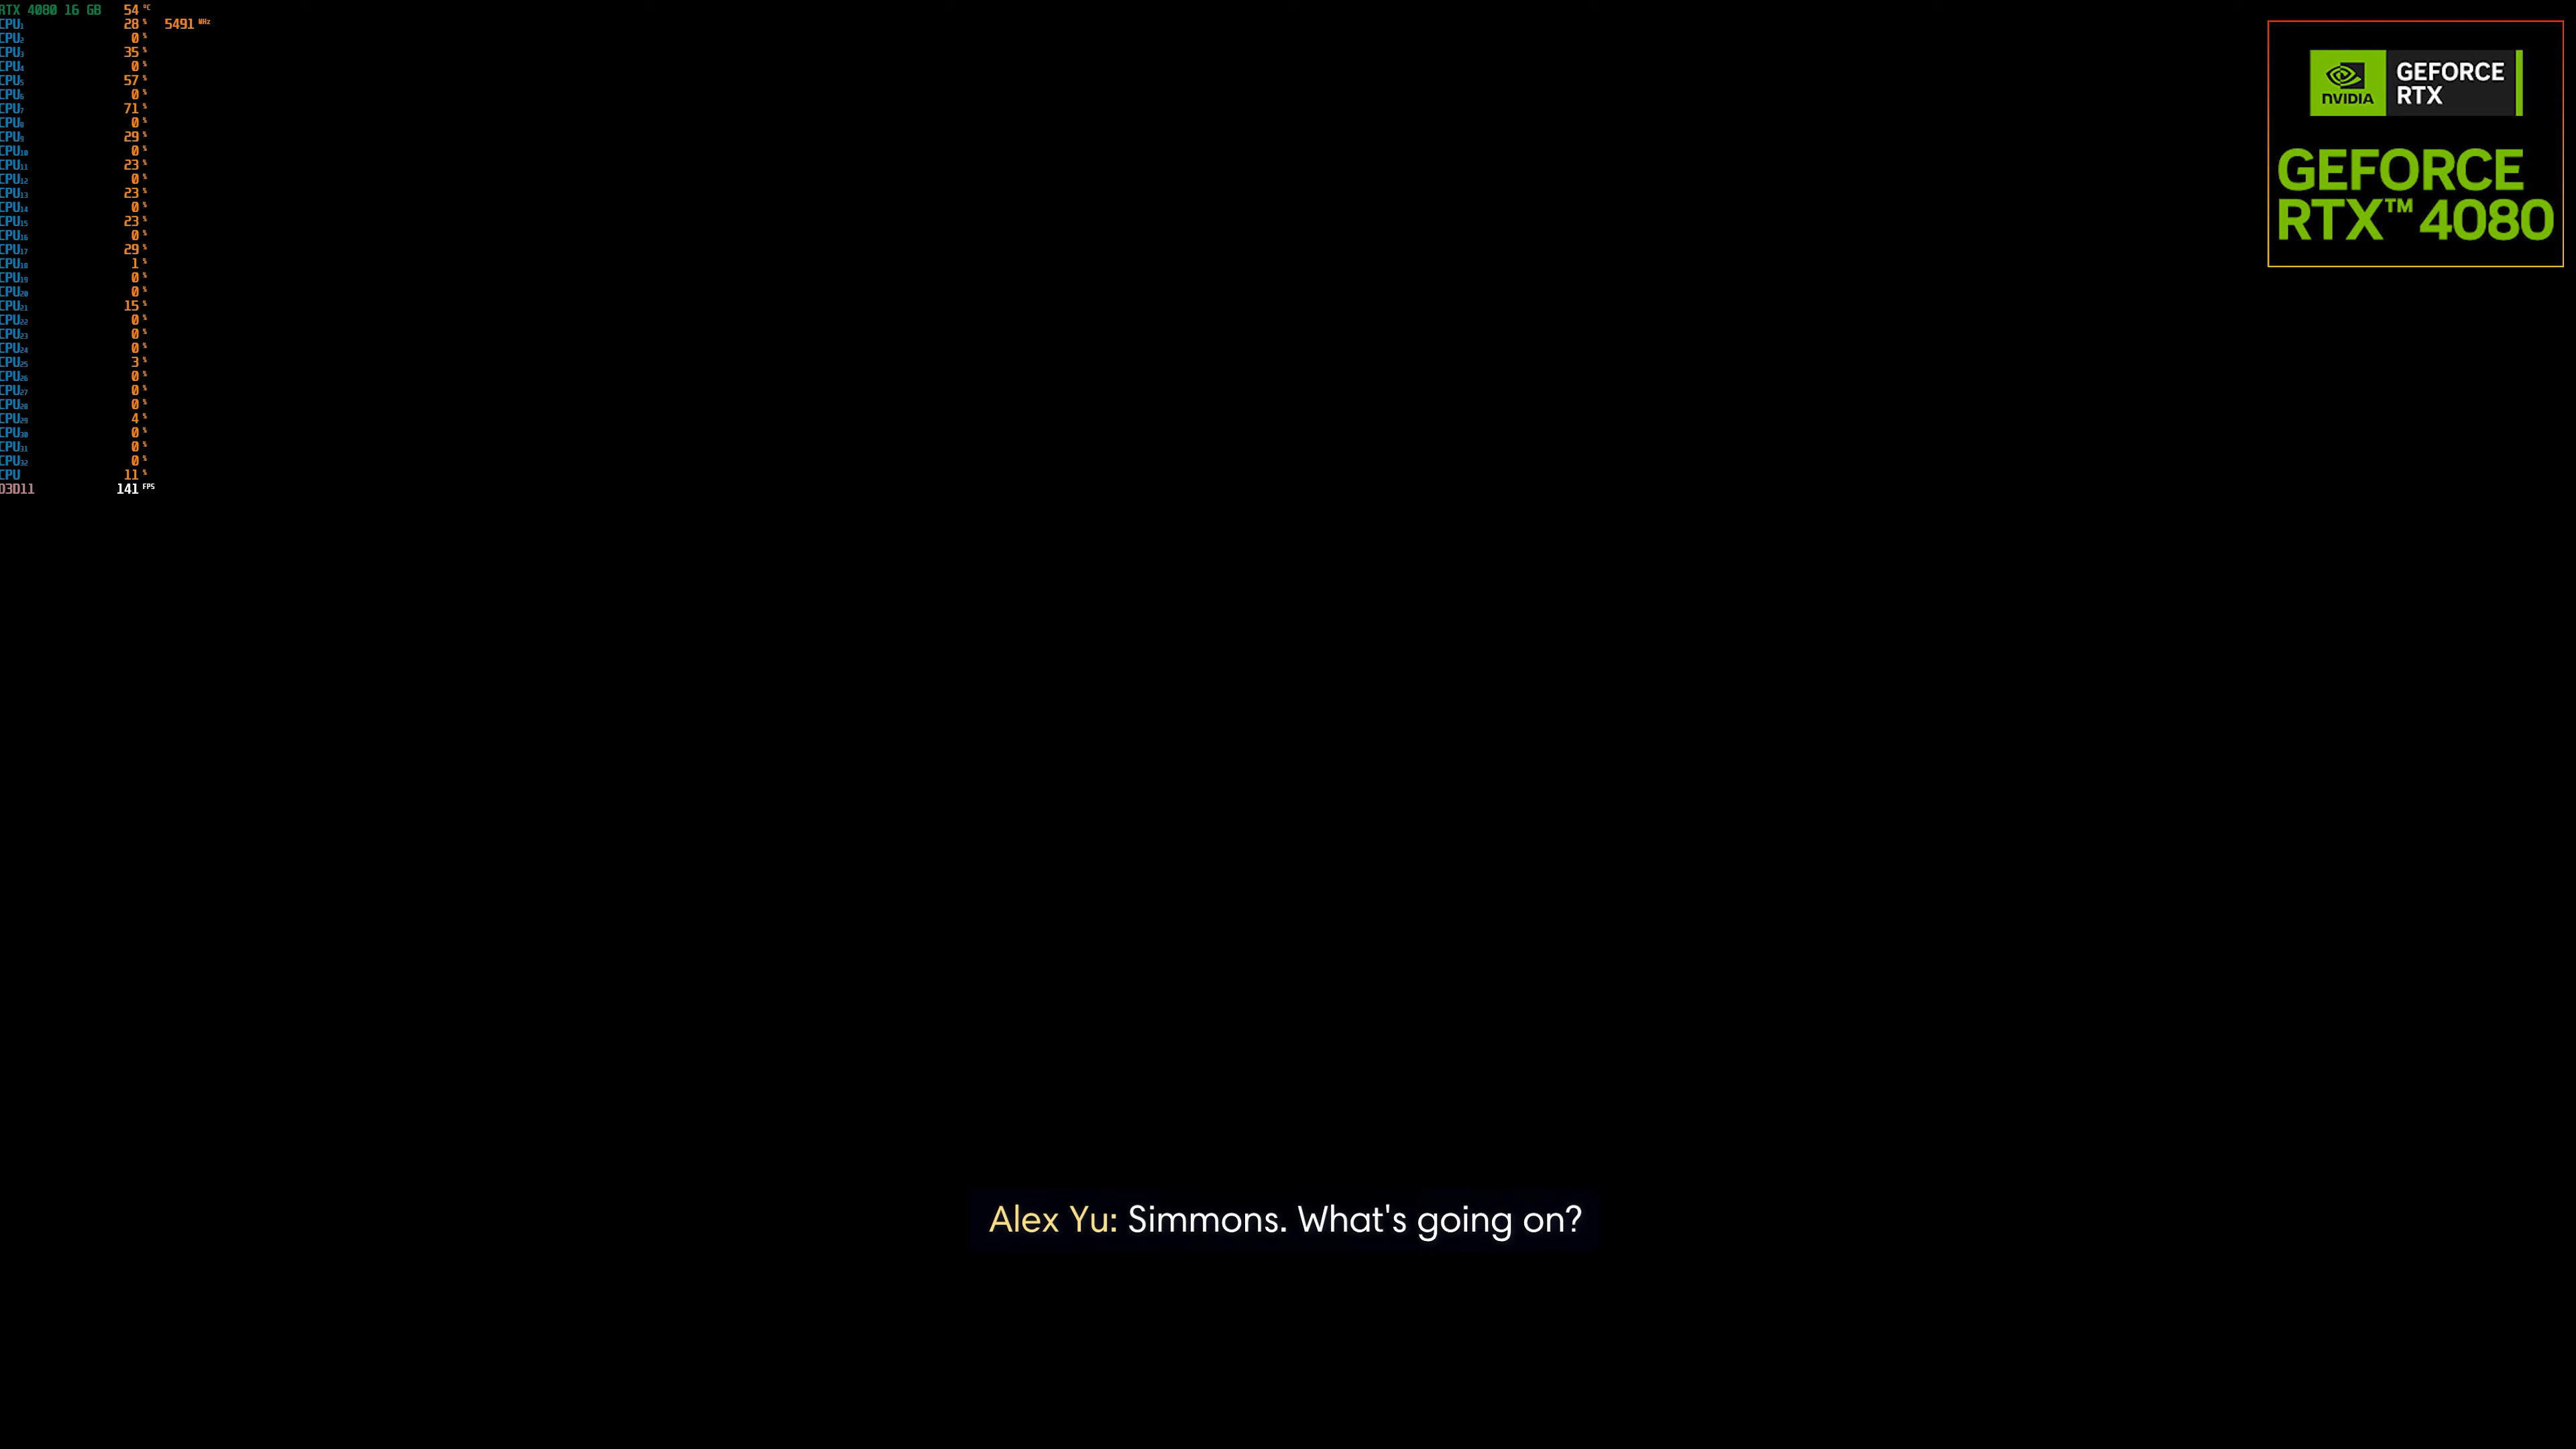 RTX 4080 16 GB 54 °C
CPU1 28 % 5491 MHz
CPU2 0 %
CPU3 35 %
CPU4 0 %
CPU5 57 %
CPU6 0 %
CPU7 71 %
CPU8 0 %
CPU9 29 %
CPU10 0 %
CPU11 23 %
CPU12 0 %
CPU13 23 %
CPU14 0 %
CPU15 23 %
CPU16 0 %
CPU17 29 %
CPU18 1 %
CPU19 0 %
CPU20 0 %
CPU21 15 %
CPU22 0 %
CPU23 0 %
CPU24 0 %
CPU25 3 %
CPU26 0 %
CPU27 0 %
CPU28 0 %
CPU29 4 %
CPU30 0 %
CPU31 0 %
CPU32 0 %
CPU 11 %
D3D11 141 FPS
NVIDIA
GEFORCE
RTX
GEFORCE
RTX™ 4080
Alex Yu: Simmons. What's going on?